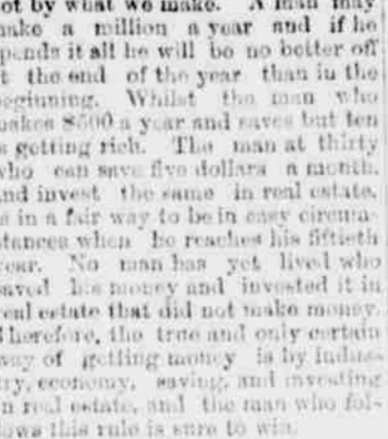 not by what we make. A man may
make a million a year and if he
pends it all he will be no better off
t the end of the year than in the
eginning. Whilst the man who
makes $500 a year and saves but ten
s getting rich. The man at thirty
who can save five dollars a month,
and invest the same in real estate,
s in a fair way to be in easy circum-
stances when he reaches his fiftieth
year. No man has yet lived who
saved his money and invested it in
real estate that did not make money.
Therefore, the true and only certain
way of getting money is by indus-
try, economy, saving, and investing
n real estate, and the man who fol-
lows this rule is sure to win.